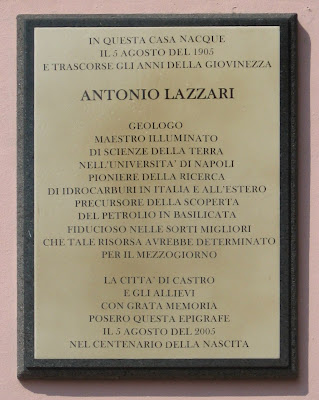 IN QUESTA CASA NACQUE
IL 5 AGOSTO DEL 1905
E TRASCORSE GLI ANNI DELLA GIOVINEZZA
ANTONIO LAZZARI
GEOLOGO
MAESTRO ILLUMINATO
DI SCIENZE DELLA TERRA
NELL'UNIVERSITA' DI NAPOLI
PIONIERE DELLA RICERCA
DI IDROCARBURI IN ITALIA E ALL'ESTERO
PRECURSORE DELLA SCOPERTA
DEL PETROLIO IN BASILICATA
FIDUCIOSO NELLE SORTI MIGLIORI
CHE TALE RISORSA AVREBBE DETERMINATO
PER IL MEZZOGIORNO
LA CITTA' DI CASTRO
E GLI ALLIEVI
CON GRATA MEMORIA
POSERO QUESTA EPIGRAFE
IL 5 AGOSTO DEL 2005
NEL CENTENARIO DELLA NASCITA